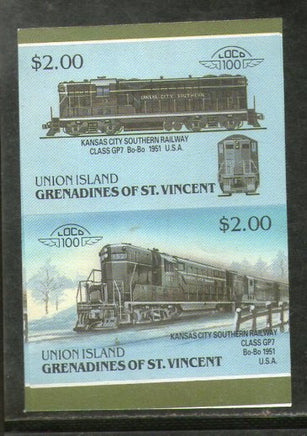 $2.00
LOCO
100
KANSAS CITY SOUTHERN
KANSAS CITY SOUTHERN RAILWAY
CLASS GP7 Bo-Bo 1951 U.S.A.
UNION ISLAND
GRENADINES OF ST. VINCENT
$2.00
LOCO
100
KANSAS CITY SOUTHERN RAILWAY
CLASS GP7
Bo-Bo 1951
U.S.A.
UNION ISLAND
GRENADINES OF ST. VINCENT